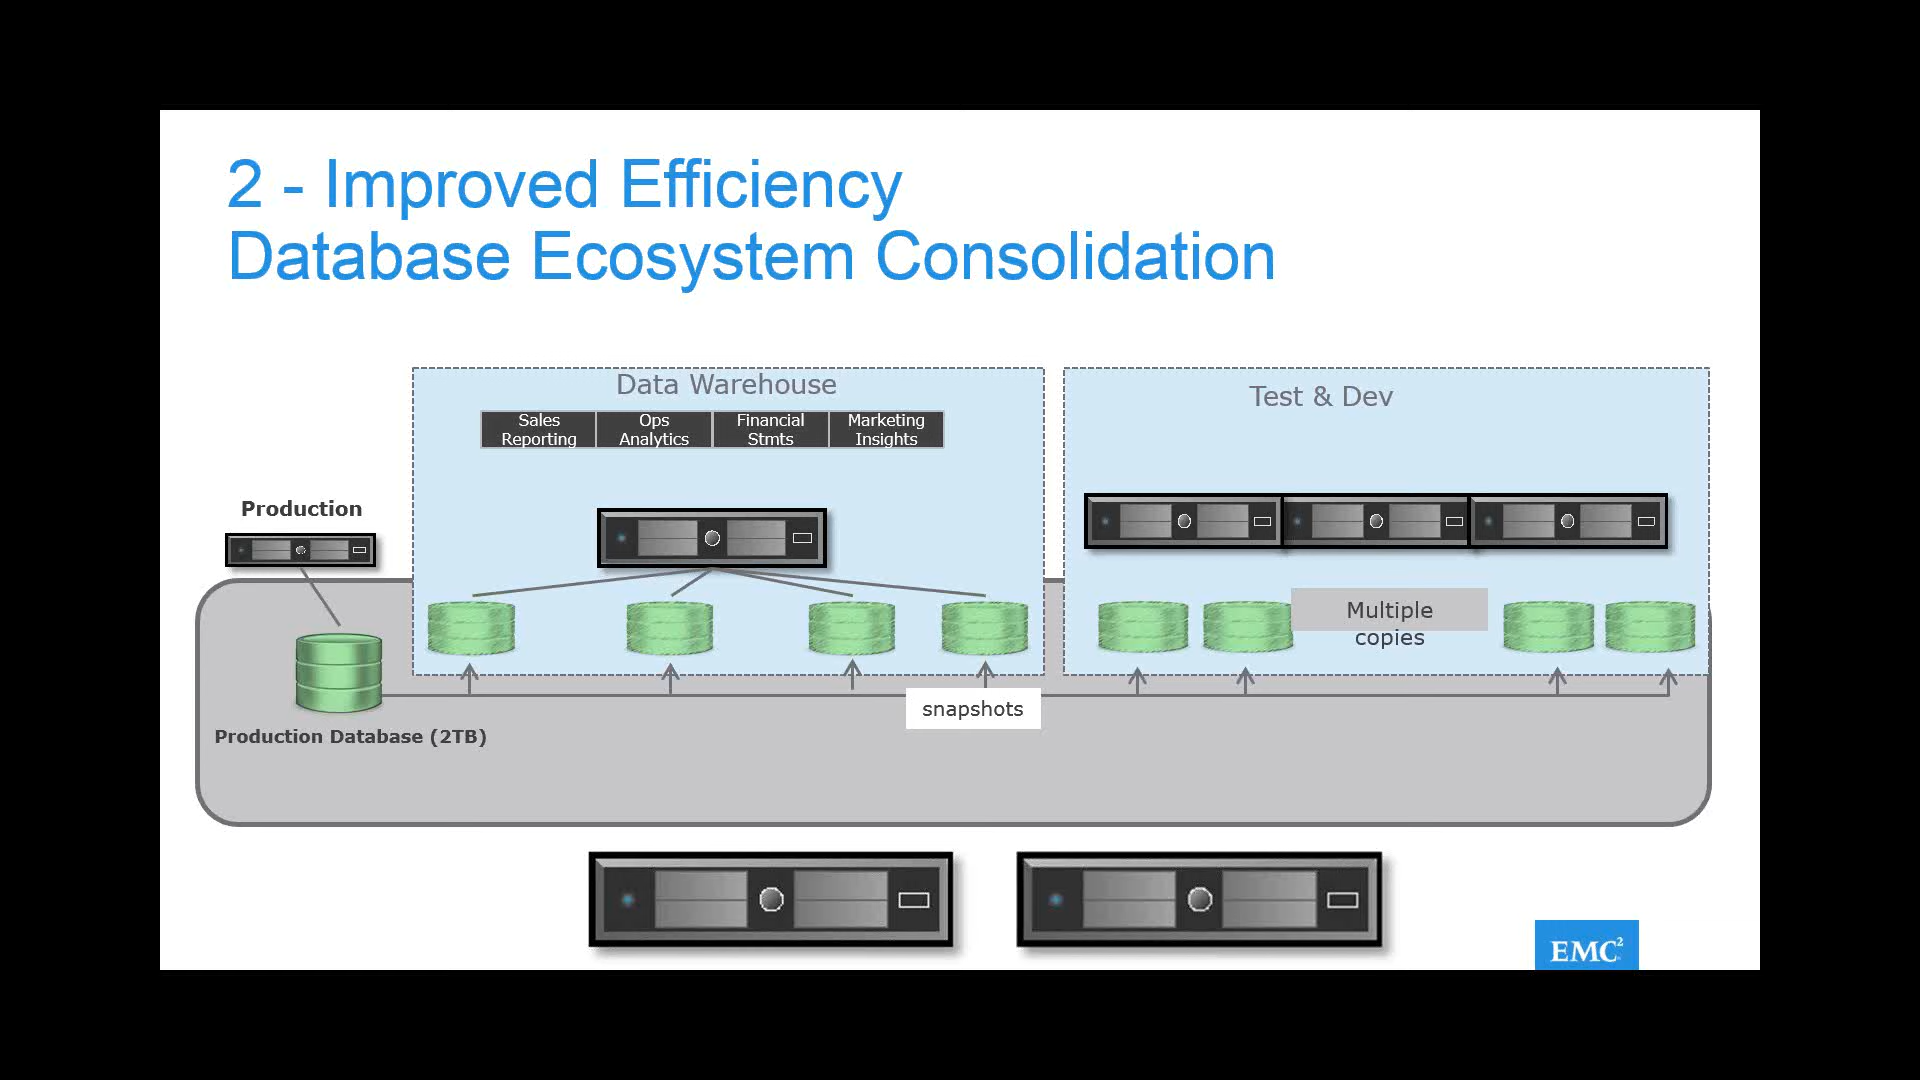 2 - Improved Efficiency
Database Ecosystem Consolidation
Data Warehouse
Sales Reporting
Ops Analytics
Financial Stmts
Marketing Insights
Test & Dev
Production
Multiple
copies
snapshots
Production Database (2TB)
EMC²